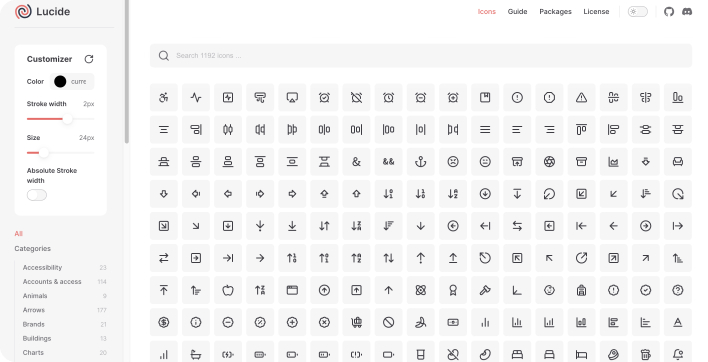 Lucide
Icons
Guide
Packages
License
Customizer
Color
curre
Stroke width
2px
Size
24px
Absolute Stroke
width
All
Categories
Accessibility 23
Accounts & access 114
Animals 9
Arrows 177
Brands 21
Buildings 13
Charts 20
Search 1192 icons ...